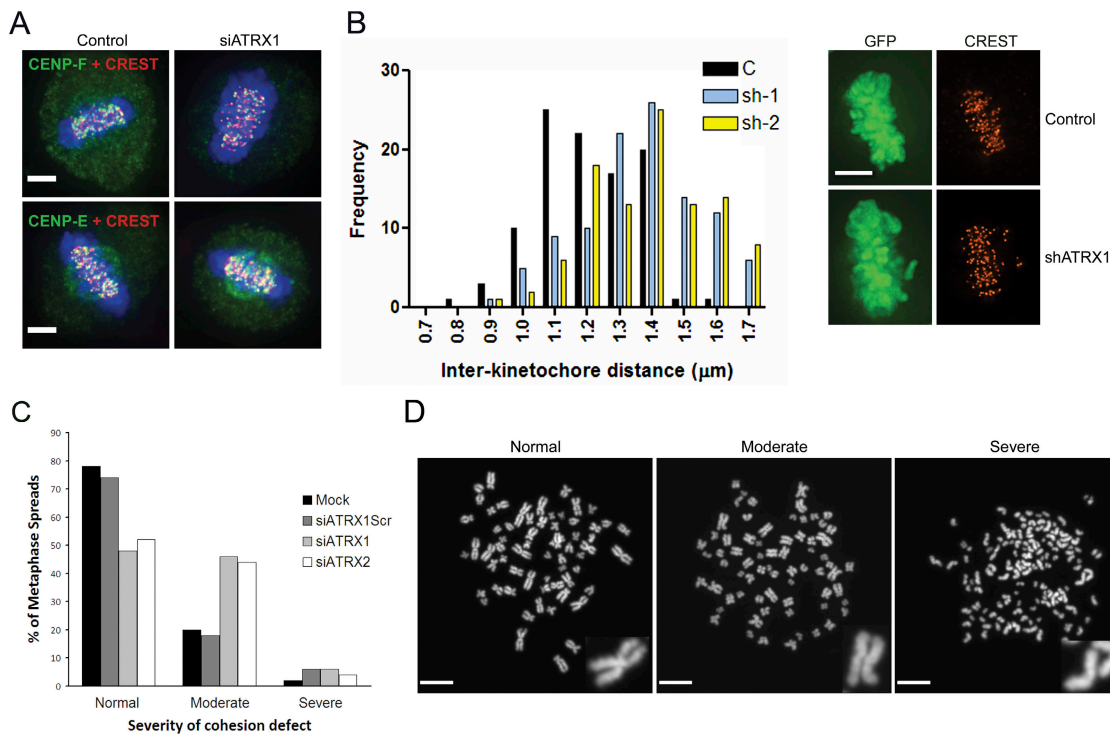 A
Control
siATRX1
CENP-F + CREST
CENP-E + CREST
B
Frequency
30
20
10
0
0.7 0.8 0.9 1.0 1.1 1.2 1.3 1.4 1.5 1.6 1.7
Inter-kinetochore distance (μm)
C
sh-1
sh-2
GFP
CREST
Control
shATRX1
C
% of Metaphase Spreads
90
80
70
60
50
40
30
20
10
0
Normal Moderate Severe
Severity of cohesion defect
Mock
siATRX1Scr
siATRX1
siATRX2
D
Normal
Moderate
Severe